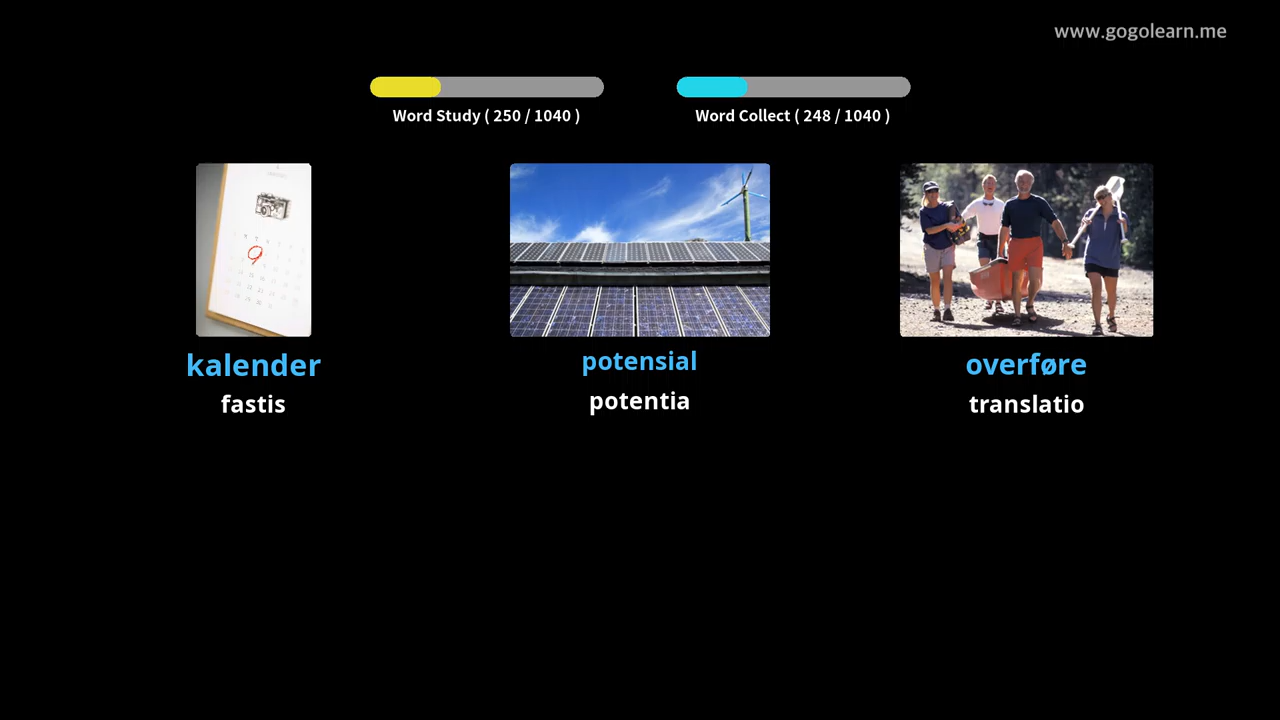 www.gogolearn.me
Word Study ( 250 / 1040 )
Word Collect ( 248 / 1040 )
kalender
fastis
potensial
potentia
overføre
translatio